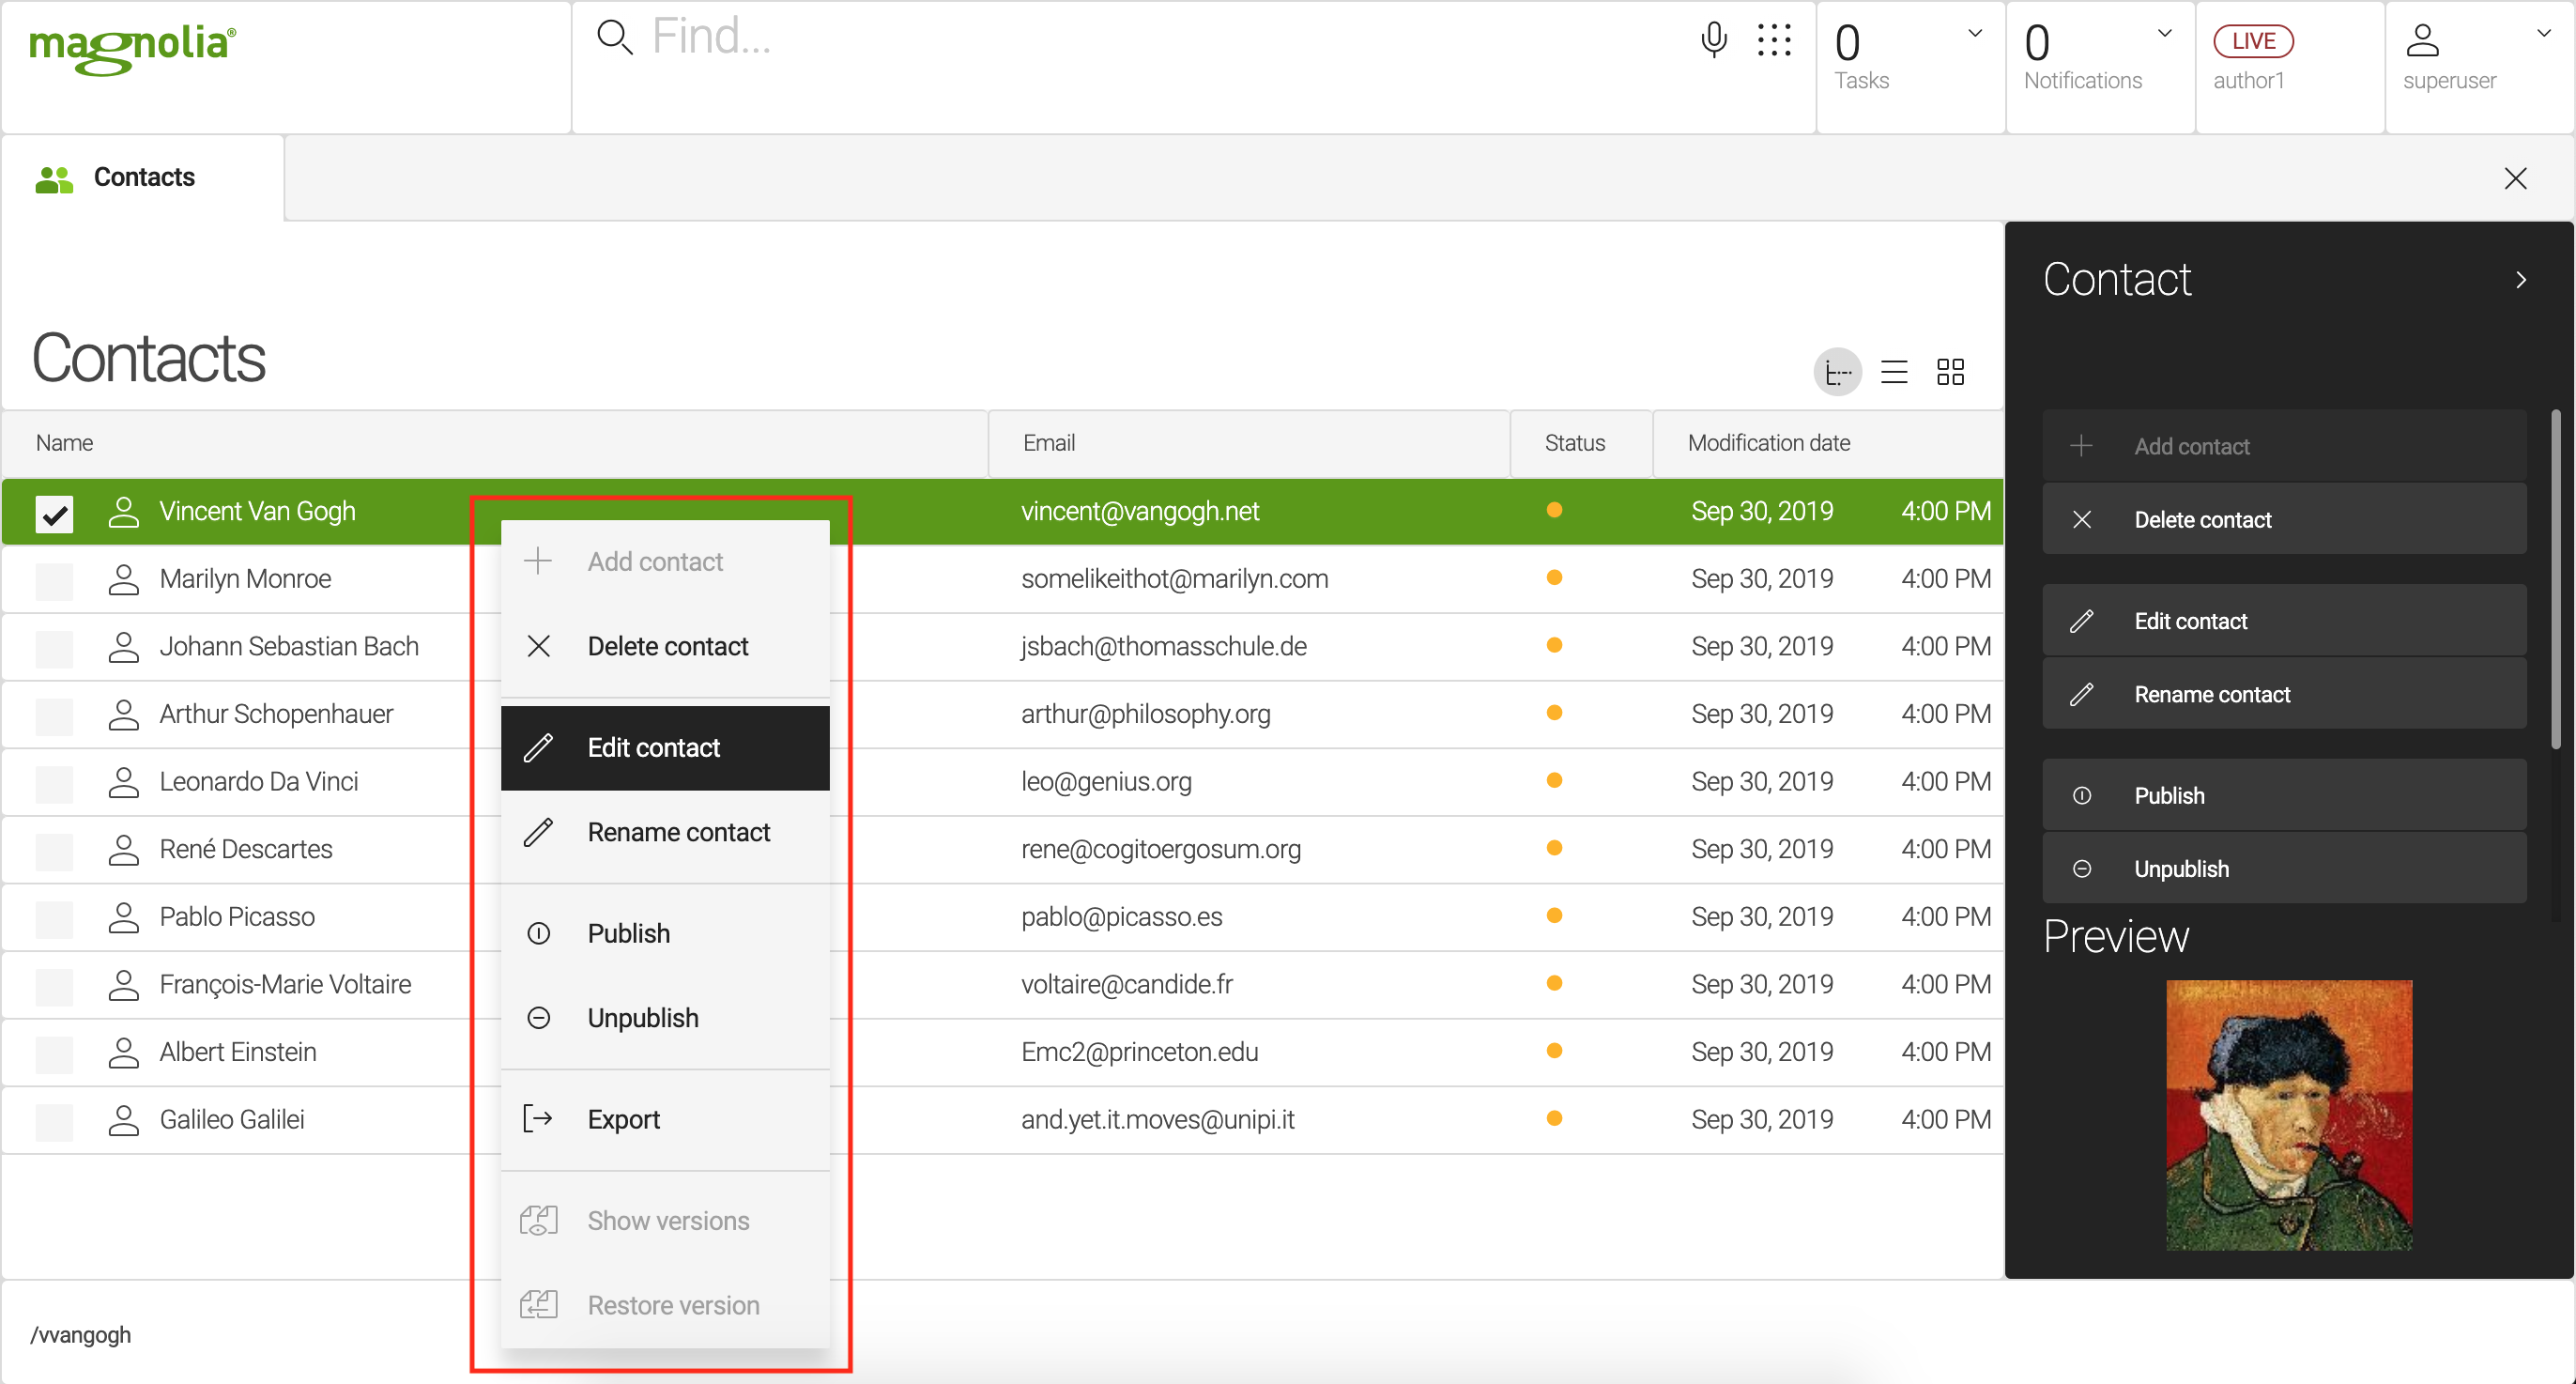 magnolia®
Find...
0
Tasks
0
Notifications
LIVE
author1
superuser
Contacts
Contacts
Name Email Status Modification date
Vincent Van Gogh vincent@vangogh.net Sep 30, 2019 4:00 PM
Marilyn Monroe somelikeithot@marilyn.com Sep 30, 2019 4:00 PM
Johann Sebastian Bach jsbach@thomasschule.de Sep 30, 2019 4:00 PM
Arthur Schopenhauer arthur@philosophy.org Sep 30, 2019 4:00 PM
Leonardo Da Vinci leo@genius.org Sep 30, 2019 4:00 PM
René Descartes rene@cogitoergosum.org Sep 30, 2019 4:00 PM
Pablo Picasso pablo@picasso.es Sep 30, 2019 4:00 PM
François-Marie Voltaire voltaire@candide.fr Sep 30, 2019 4:00 PM
Albert Einstein Emc2@princeton.edu Sep 30, 2019 4:00 PM
Galileo Galilei and.yet.it.moves@unipi.it Sep 30, 2019 4:00 PM
Add contact
Delete contact
Edit contact
Rename contact
Publish
Unpublish
Export
Show versions
Restore version
/vvangogh
Contact
Add contact
Delete contact
Edit contact
Rename contact
Publish
Unpublish
Preview